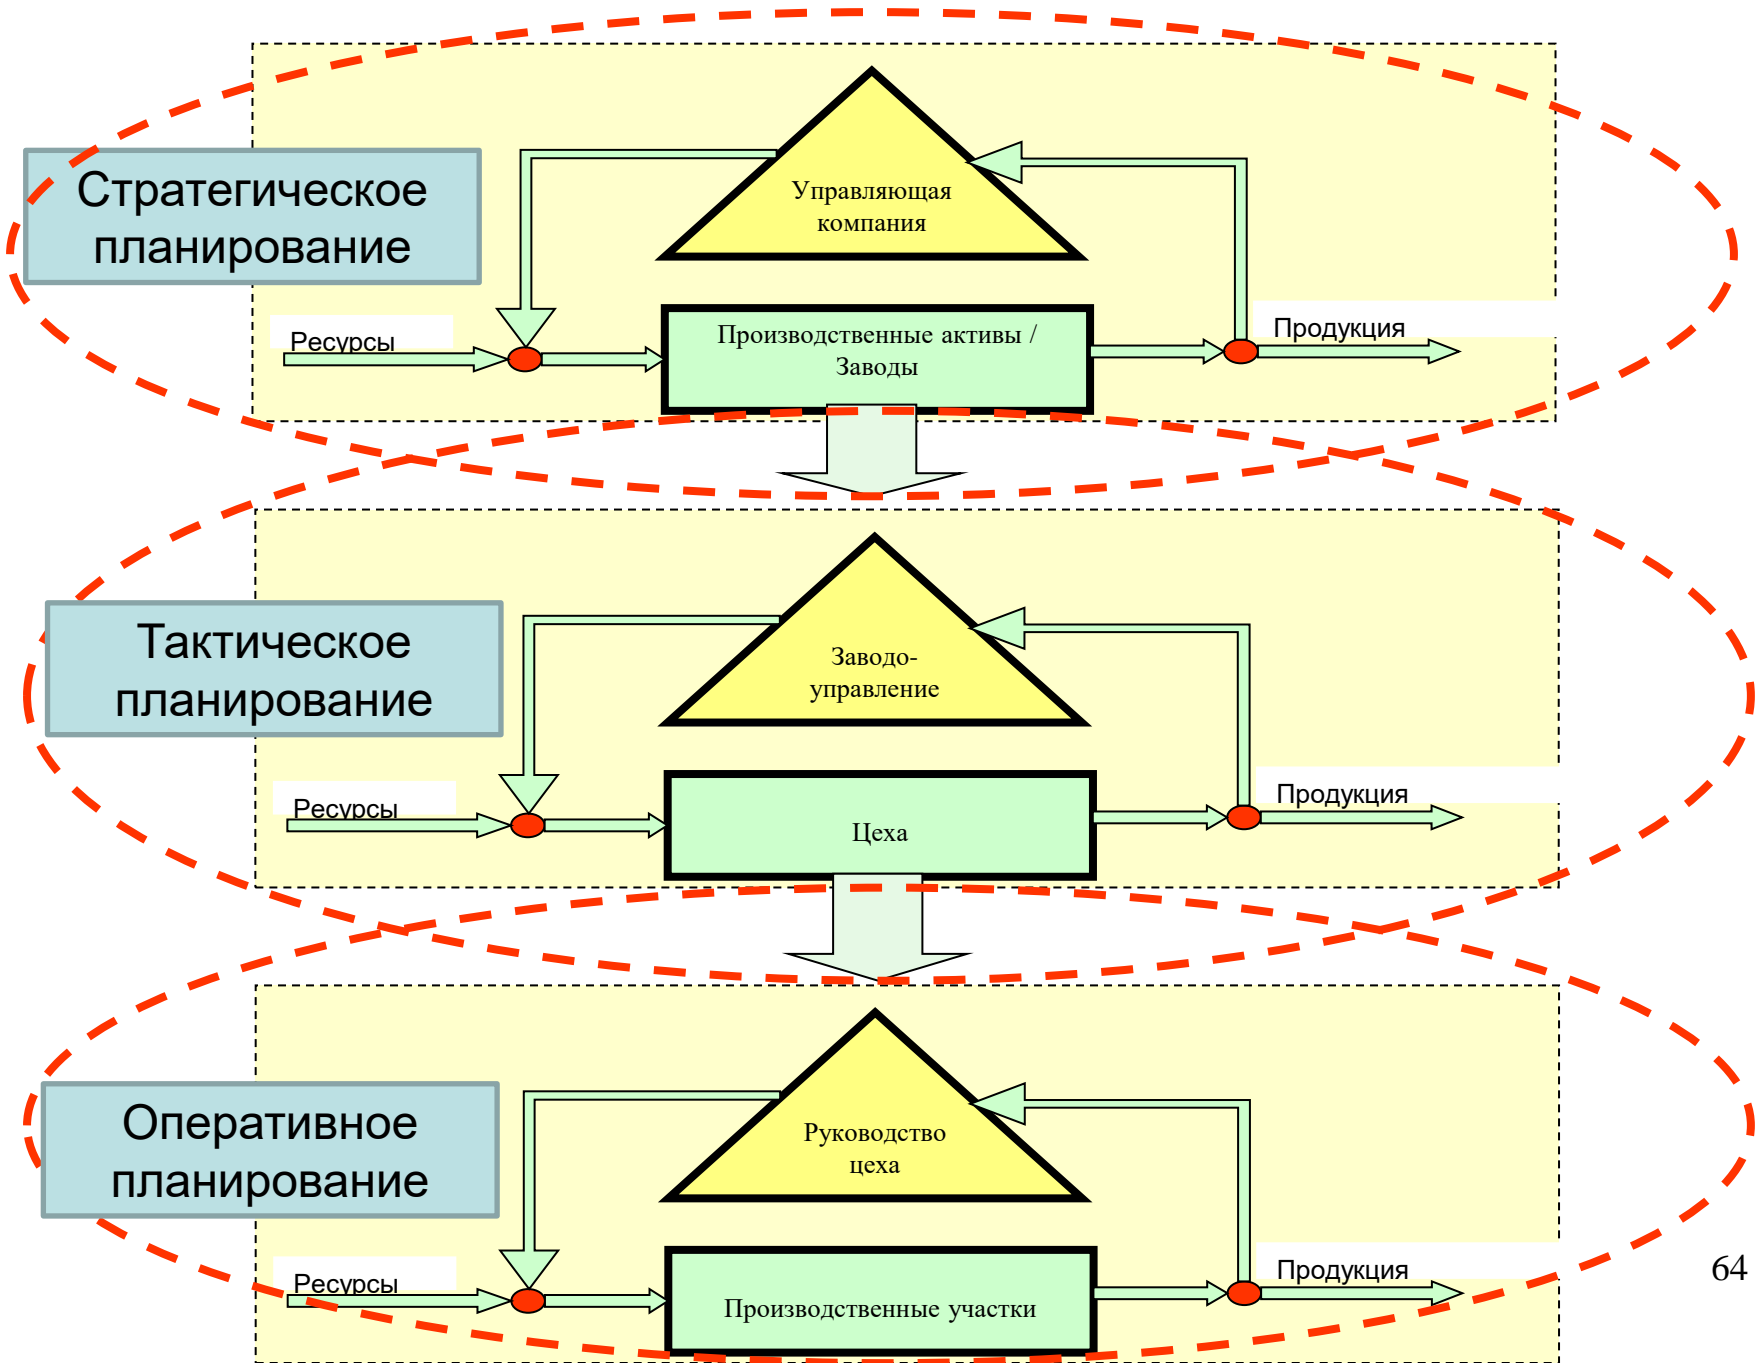 Стратегическое
планирование
Управляющая
компания
Ресурсы
Производственные активы /
Заводы
Продукция
Тактическое
планирование
Заводо-
управление
Ресурсы
Цеха
Продукция
Оперативное
планирование
Руководство
цеха
Ресурсы
Производственные участки
Продукция
64